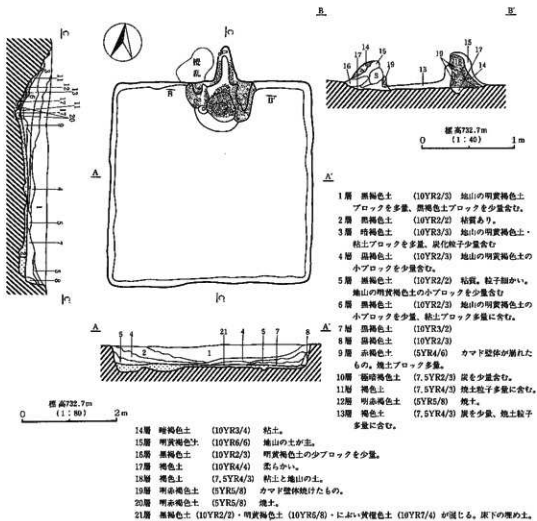 撹乱
B B'
A A'
標高732.7m
(1:40)
0 1m
1層 黒褐色土 (10YR2/3) 地山の明黄褐色土
ブロックを多量、黒褐色土ブロックを少量含む。
2層 黒褐色土 (10YR2/2) 粘質あり。
3層 暗褐色土 (10YR3/3) 地山の明黄褐色土・
粘土ブロックを多量、炭化粒子少量含む
4層 黒褐色土 (10YR2/3) 地山の明黄褐色土の
小ブロックを少量含む。
5層 黒褐色土 (10YR2/2) 粘質。粒子細かい。
地山の明黄褐色土の小ブロックを少量含む
6層 黒褐色土 (10YR2/3) 地山の明黄褐色土の
小ブロックを少量、粘土ブロック多量に含む。
7層 黒褐色土 (10YR3/2)
8層 黒褐色土 (10YR2/3)
9層 赤褐色土 (5YR4/6) カマド壁体が崩れた
もの。焼土ブロック多量。
10層 極暗褐色土 (7.5YR2/3) 炭を少量含む。
11層 褐色土 (7.5YR4/3) 焼土粒子多量に含む。
12層 明赤褐色土 (5YR5/8) 焼土。
13層 褐色土 (7.5YR4/3) 炭を少量、焼土粒子
多量に含む。
A A'
5 4 21 4 5 7 8
2 1
標高732.7m
(1:80)
0 2m
14層 暗褐色土 (10YR3/4) 粘土。
15層 明黄褐色土 (10YR6/6) 地山の土が主。
16層 黒褐色土 (10YR2/3) 明黄褐色土の少ブロックを少量。
17層 褐色土 (10YR4/4) 柔らかい。
18層 褐色土 (7.5YR4/3) 粘土と地山の土。
19層 明赤褐色土 (5YR5/8) カマド壁体焼けたもの。
20層 明赤褐色土 (5YR5/8) 焼土。
21層 黒褐色土 (10YR2/2)・明黄褐色土 (10YR6/8)・にぶい黄橙色土 (10YR7/4) が混じる。床下の埋め土。